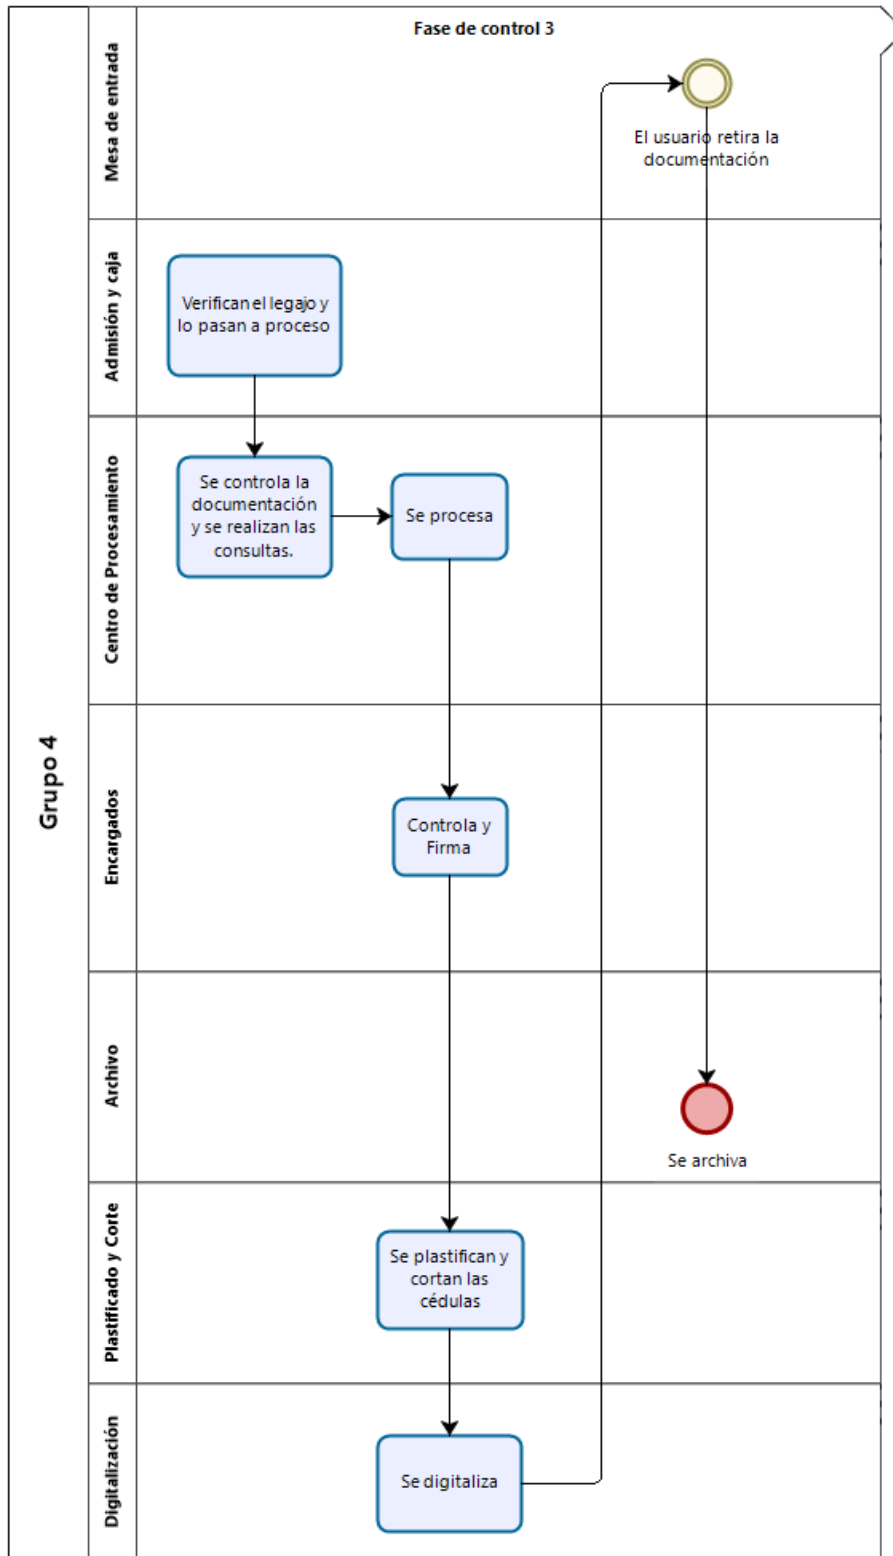 Fase de control 3
Grupo 4
Mesa de entrada
El usuario retira la
documentación
Admisión y caja
Verifican el legajo y
lo pasan a proceso
Centro de Procesamiento
Se controla la
documentación
y se realizan las
consultas.
Se procesa
Encargados
Controla y
Firma
Archivo
Se archiva
Plastificado y Corte
Se plastifican y
cortan las
cédulas
Digitalización
Se digitaliza